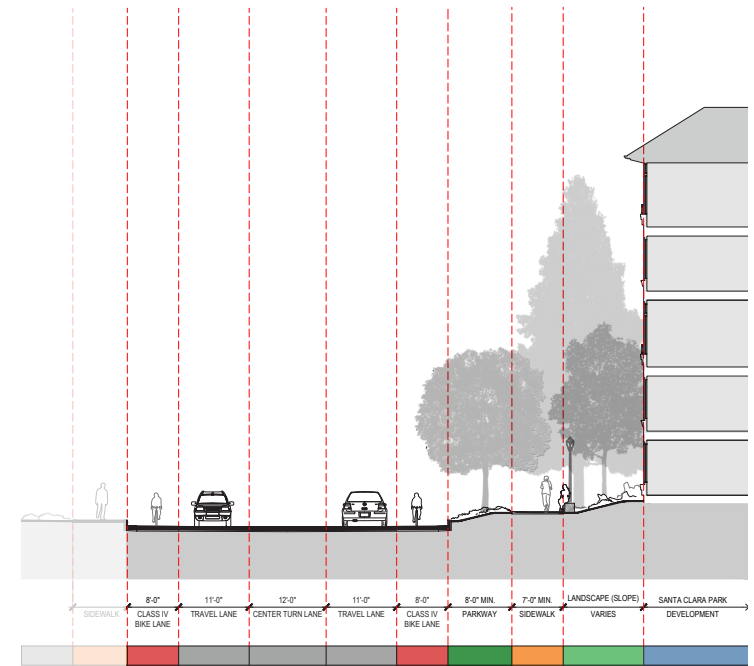 8'-0" 11'-0" 12'-0" 11'-0" 8'-0" 8'-0" MIN. 7'-0" MIN. LANDSCAPE (SLOPE) SANTA CLARA PARK
SIDEWALK CLASS IV TRAVEL LANE CENTER TURN LANE TRAVEL LANE CLASS IV PARKWAY SIDEWALK VARIES DEVELOPMENT
BIKE LANE BIKE LANE